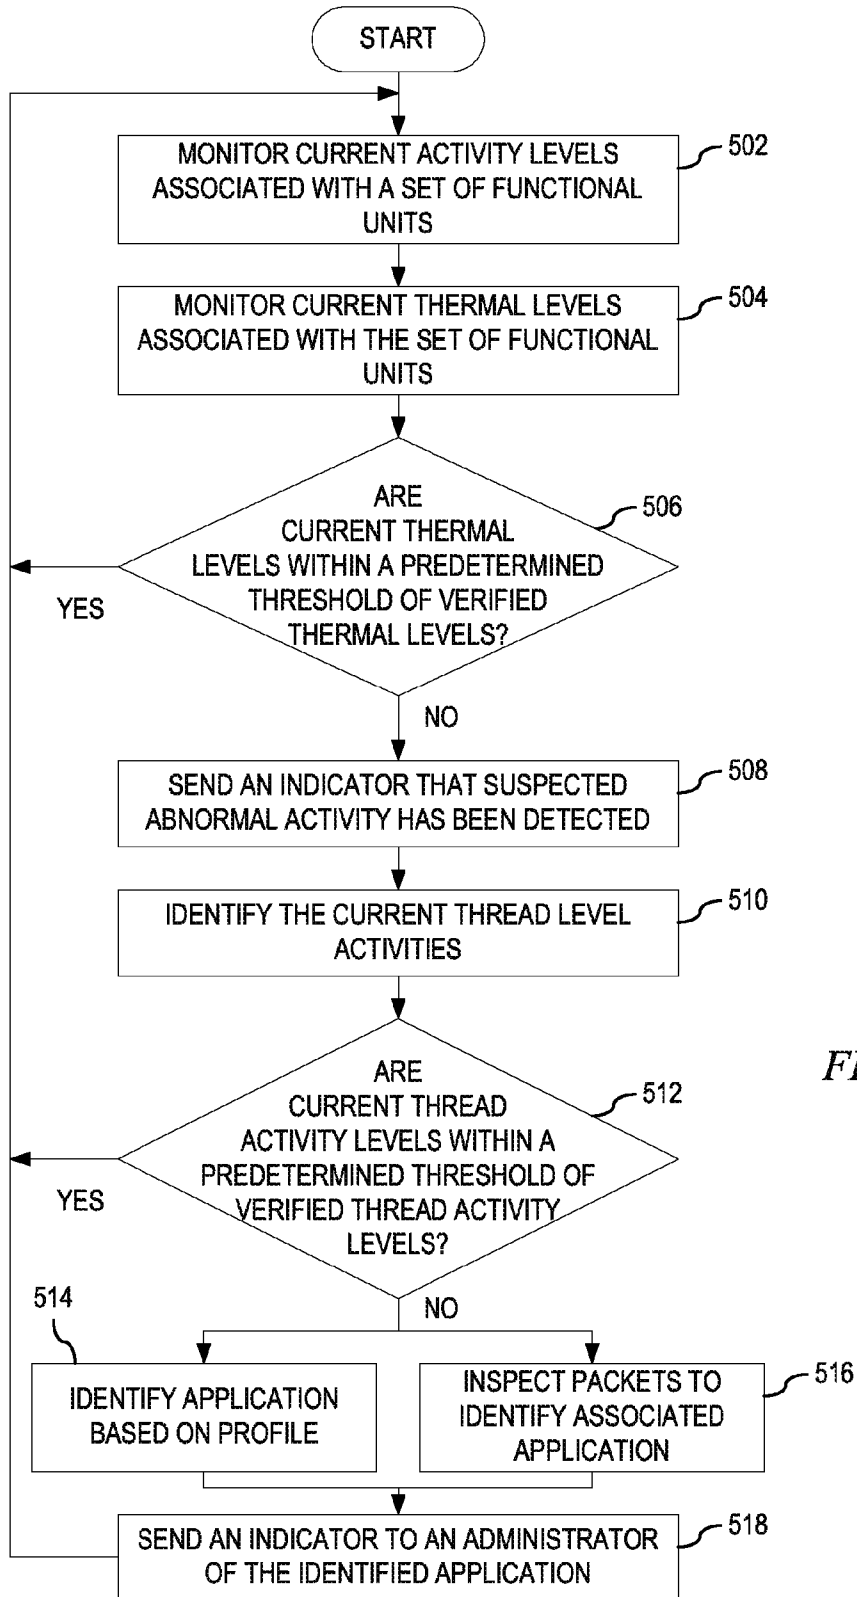 START
MONITOR CURRENT ACTIVITY LEVELS
ASSOCIATED WITH A SET OF FUNCTIONAL
UNITS
502
MONITOR CURRENT THERMAL LEVELS
ASSOCIATED WITH THE SET OF FUNCTIONAL
UNITS
504
ARE
CURRENT THERMAL
LEVELS WITHIN A PREDETERMINED
THRESHOLD OF VERIFIED
THERMAL LEVELS?
506
YES
NO
SEND AN INDICATOR THAT SUSPECTED
ABNORMAL ACTIVITY HAS BEEN DETECTED
508
IDENTIFY THE CURRENT THREAD LEVEL
ACTIVITIES
510
ARE
CURRENT THREAD
ACTIVITY LEVELS WITHIN A
PREDETERMINED THRESHOLD OF
VERIFIED THREAD ACTIVITY
LEVELS?
512
YES
NO
514
IDENTIFY APPLICATION
BASED ON PROFILE
INSPECT PACKETS TO
IDENTIFY ASSOCIATED
APPLICATION
516
SEND AN INDICATOR TO AN ADMINISTRATOR
OF THE IDENTIFIED APPLICATION
518